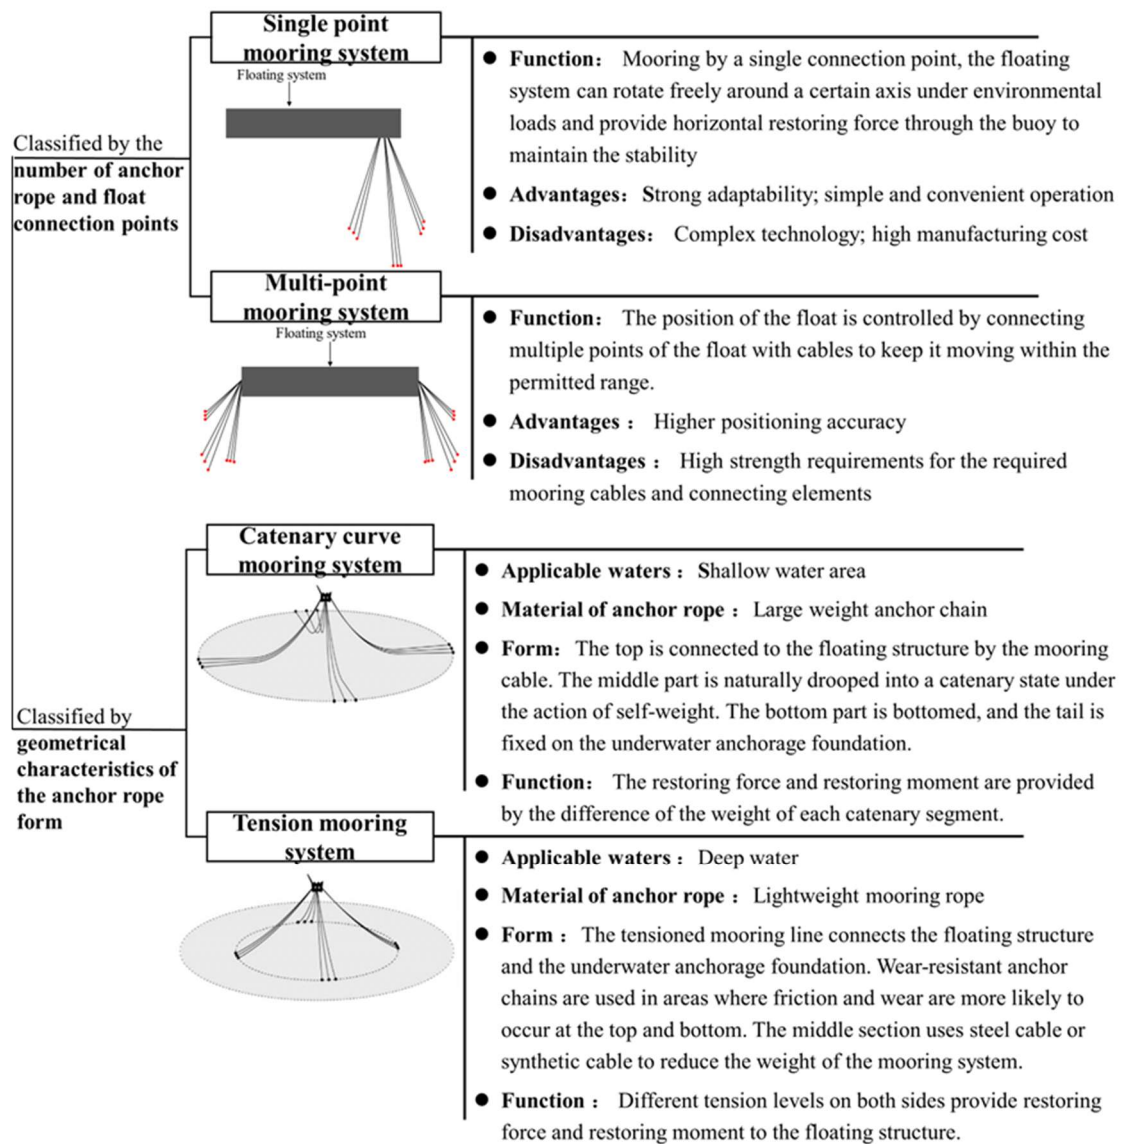 Single point
mooring system
Floating system
Classified by the
number of anchor
rope and float
connection points
● Function： Mooring by a single connection point, the floating
system can rotate freely around a certain axis under environmental
loads and provide horizontal restoring force through the buoy to
maintain the stability
● Advantages：Strong adaptability; simple and convenient operation
● Disadvantages： Complex technology; high manufacturing cost
Multi-point
mooring system
Floating system
● Function： The position of the float is controlled by connecting
multiple points of the float with cables to keep it moving within the
permitted range.
● Advantages： Higher positioning accuracy
● Disadvantages： High strength requirements for the required
mooring cables and connecting elements
Catenary curve
mooring system
● Applicable waters：Shallow water area
● Material of anchor rope：Large weight anchor chain
● Form：The top is connected to the floating structure by the mooring
cable. The middle part is naturally drooped into a catenary state under
the action of self-weight. The bottom part is bottomed, and the tail is
fixed on the underwater anchorage foundation.
● Function： The restoring force and restoring moment are provided
by the difference of the weight of each catenary segment.
Classified by
geometrical
characteristics of
the anchor rope
form
Tension mooring
system
● Applicable waters：Deep water
● Material of anchor rope：Lightweight mooring rope
● Form：The tensioned mooring line connects the floating structure
and the underwater anchorage foundation. Wear-resistant anchor
chains are used in areas where friction and wear are more likely to
occur at the top and bottom. The middle section uses steel cable or
synthetic cable to reduce the weight of the mooring system.
● Function： Different tension levels on both sides provide restoring
force and restoring moment to the floating structure.